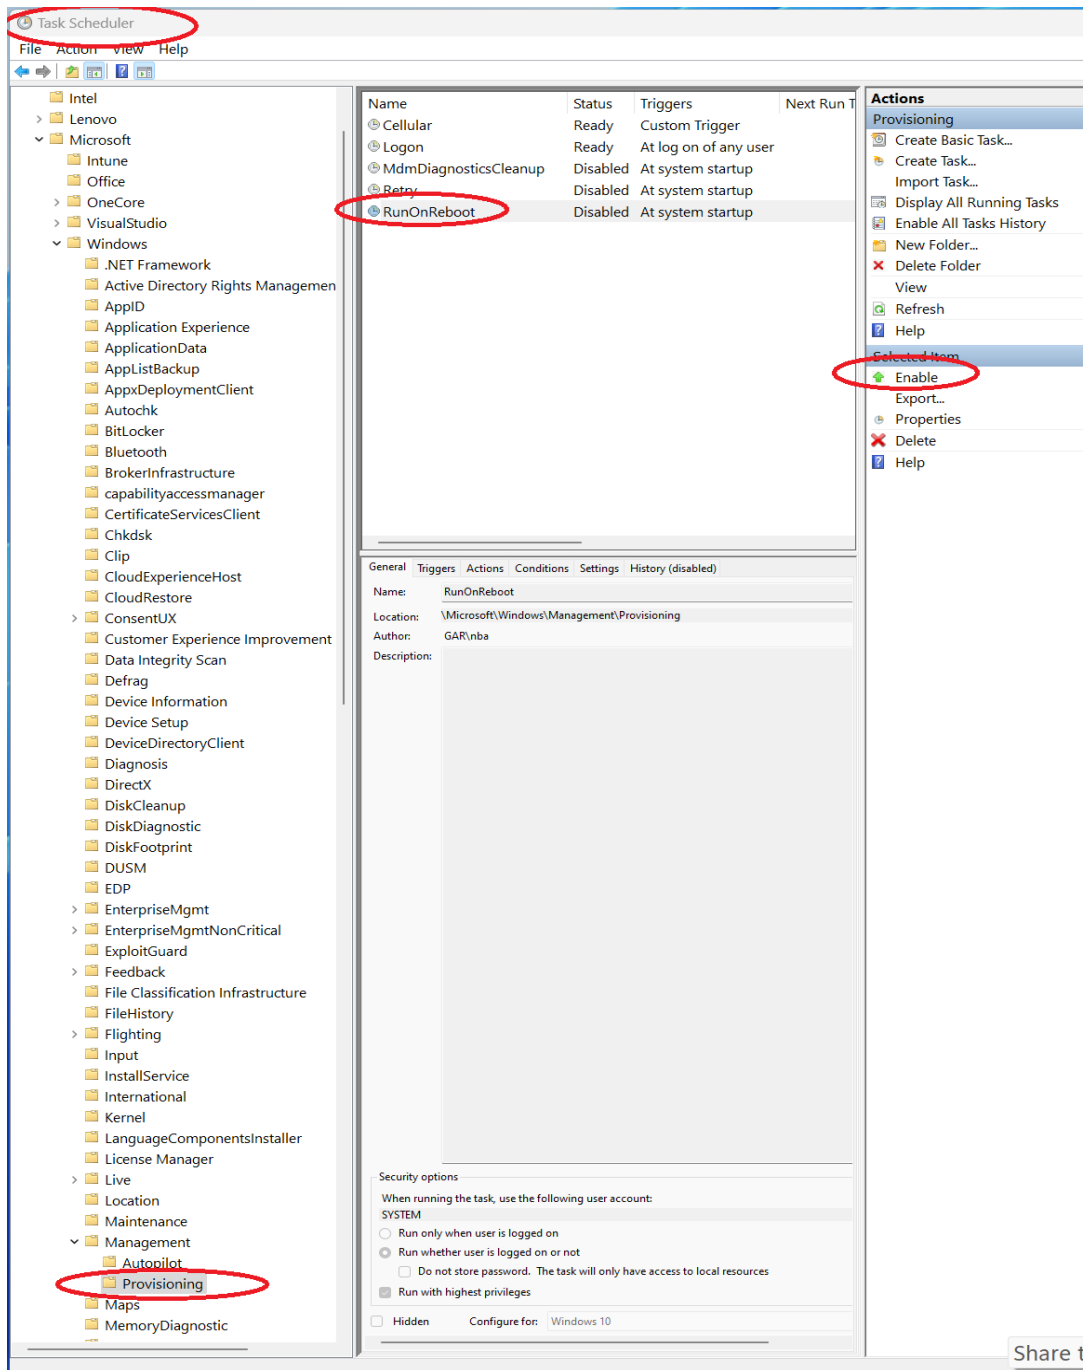 Task Scheduler
File Action View Help
Intel
Lenovo
Microsoft
Intune
Office
OneCore
VisualStudio
Windows
.NET Framework
Active Directory Rights Managemen
AppID
Application Experience
ApplicationData
AppListBackup
AppxDeploymentClient
Autochk
BitLocker
Bluetooth
BrokerInfrastructure
capabilityaccessmanager
CertificateServicesClient
Chkdsk
Clip
CloudExperienceHost
CloudRestore
ConsentUX
Customer Experience Improvement
Data Integrity Scan
Defrag
Device Information
Device Setup
DeviceDirectoryClient
Diagnosis
DirectX
DiskCleanup
DiskDiagnostic
DiskFootprint
DUSM
EDP
EnterpriseMgmt
EnterpriseMgmtNonCritical
ExploitGuard
Feedback
File Classification Infrastructure
FileHistory
Flighting
Input
InstallService
International
Kernel
LanguageComponentsInstaller
License Manager
Live
Location
Maintenance
Management
Autopilot
Provisioning
Maps
MemoryDiagnostic
Name Status Triggers Next Run T
Cellular Ready Custom Trigger
Logon Ready At log on of any user
MdmDiagnosticsCleanup Disabled At system startup
Retry Disabled At system startup
RunOnReboot Disabled At system startup
General Triggers Actions Conditions Settings History (disabled)
Name: RunOnReboot
Location: \Microsoft\Windows\Management\Provisioning
Author: GAR\nba
Description:
Security options
When running the task, use the following user account:
SYSTEM
Run only when user is logged on
Run whether user is logged on or not
Do not store password. The task will only have access to local resources
Run with highest privileges
Hidden Configure for: Windows 10
Actions
Provisioning
Create Basic Task...
Create Task...
Import Task...
Display All Running Tasks
Enable All Tasks History
New Folder...
Delete Folder
View
Refresh
Help
Selected Item
Enable
Export...
Properties
Delete
Help
Share t